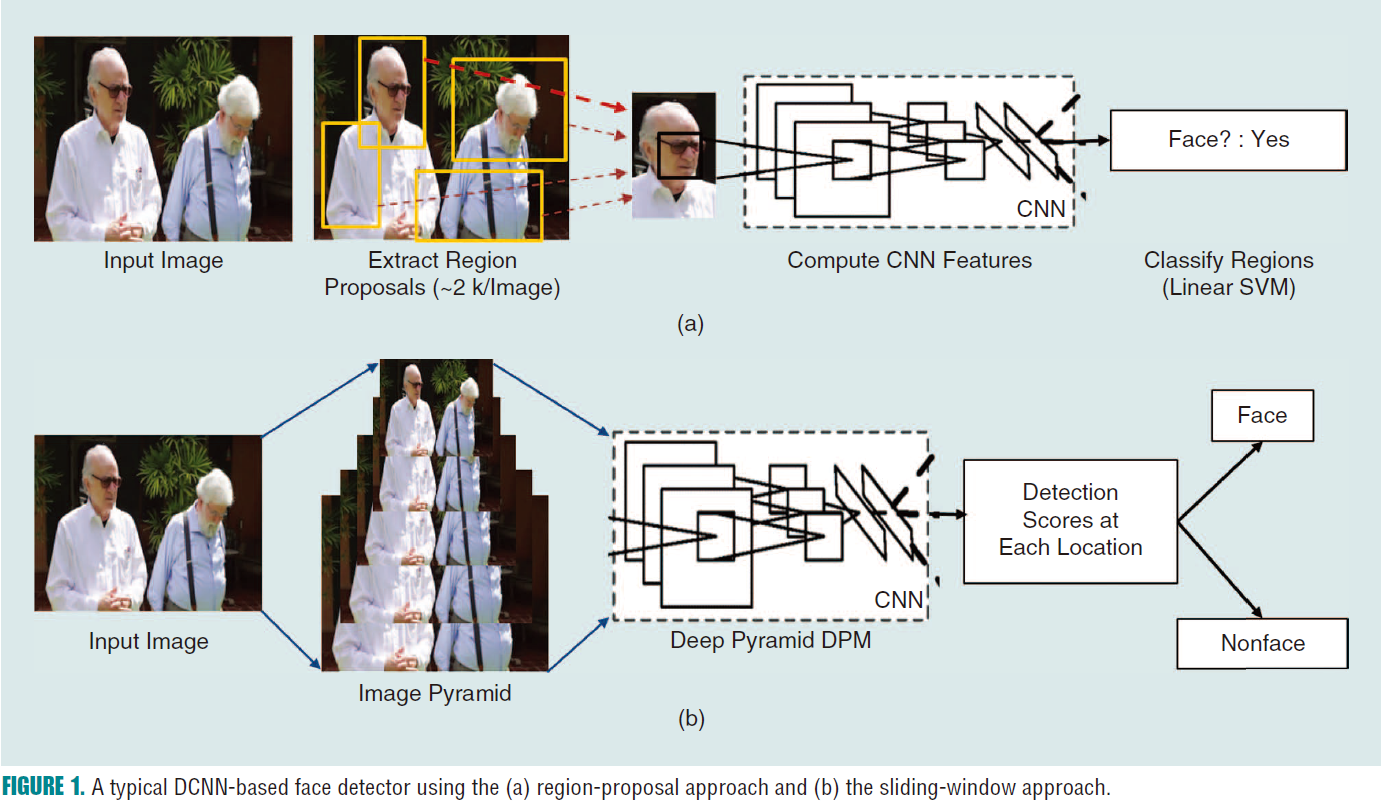 Input Image
Extract Region
Proposals (~2 k/Image)
CNN
Compute CNN Features
Face? : Yes
Classify Regions
(Linear SVM)
(a)
Input Image
Image Pyramid
CNN
Deep Pyramid DPM
Detection
Scores at
Each Location
Face
Nonface
(b)
FIGURE 1. A typical DCNN-based face detector using the (a) region-proposal approach and (b) the sliding-window approach.